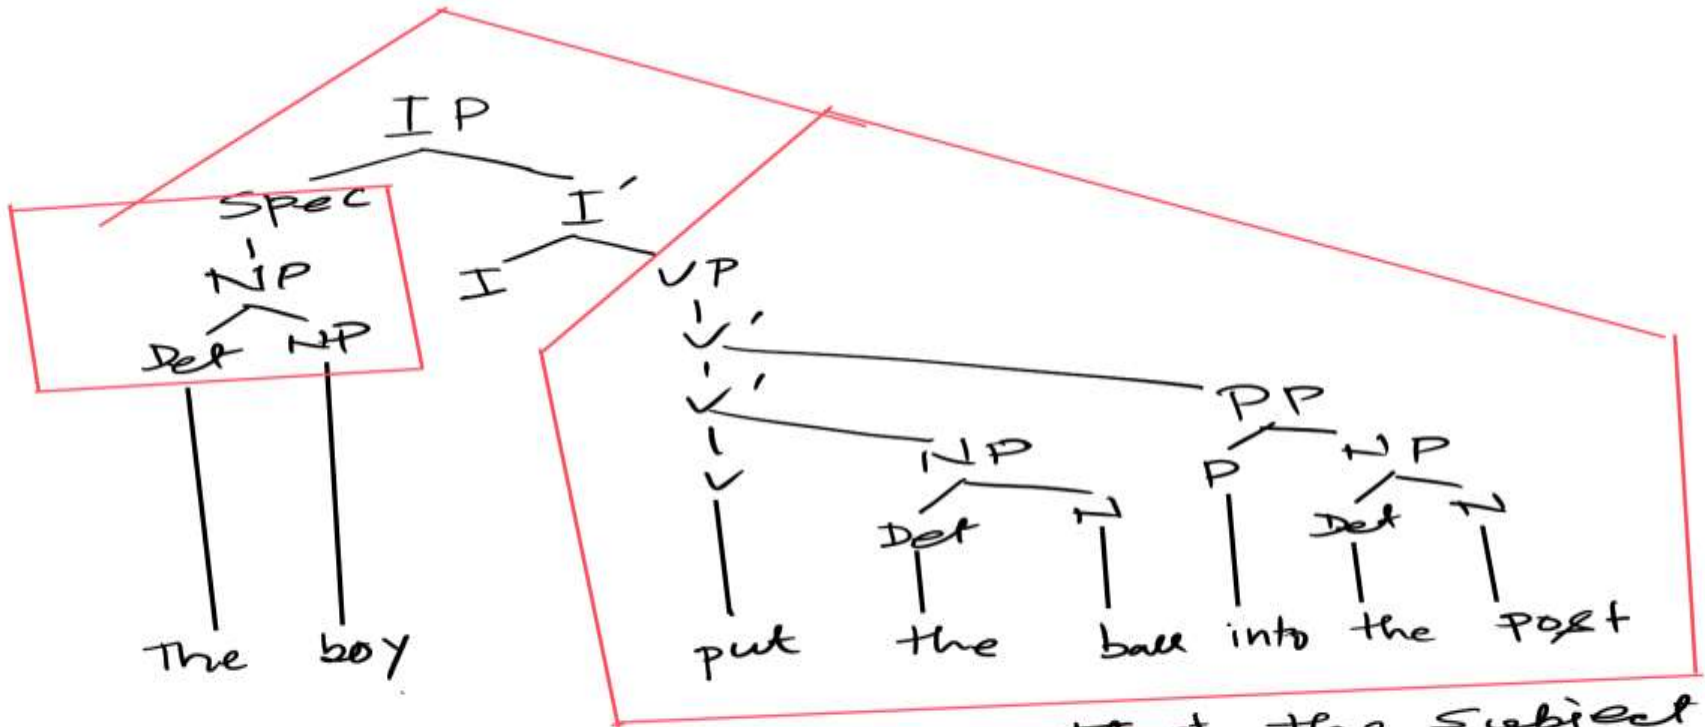 IP
Spec I′
NP I VP
Det NP V′
V′ PP
V NP P NP
Det N Det N
The boy put the ball into the post
the Subject